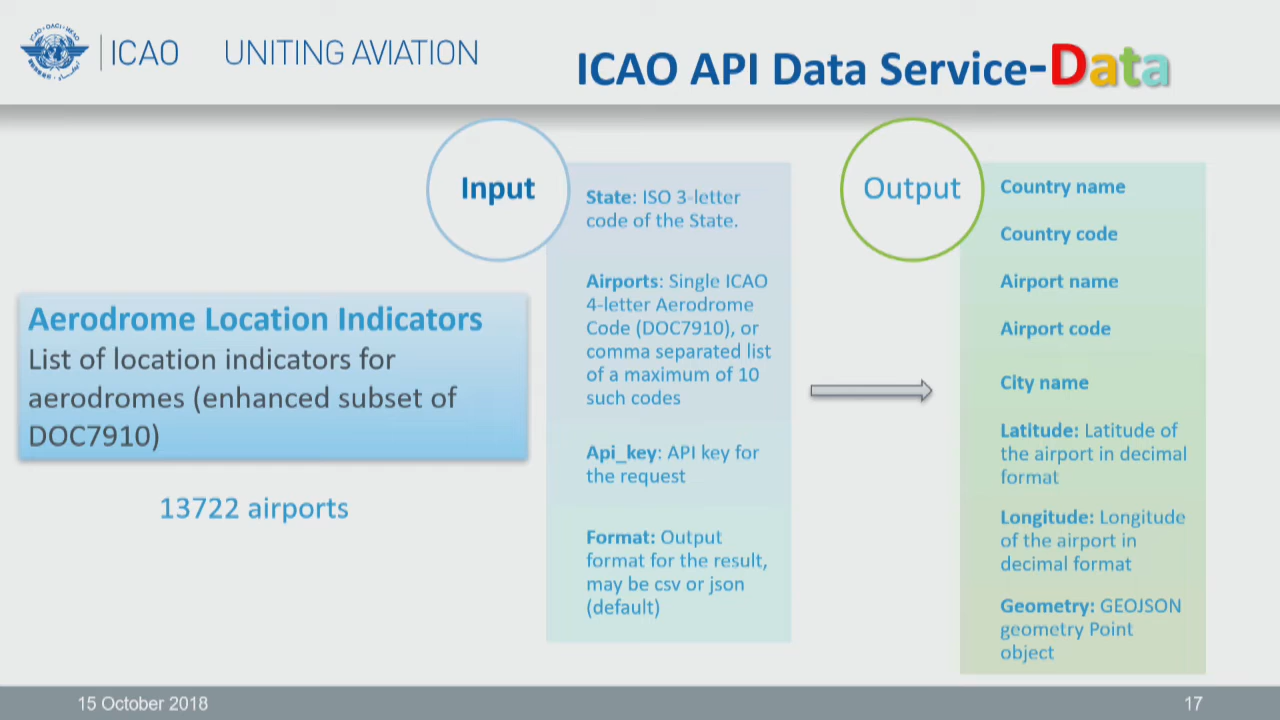 ICAO
UNITING AVIATION
ICAO API Data Service-Data
Input
State: ISO 3-letter
code of the State.
Airports: Single ICAO
4-letter Aerodrome
Code (DOC7910), or
comma separated list
of a maximum of 10
such codes
Api_key: API key for
the request
Format: Output
format for the result,
may be csv or json
(default)
Output
Country name
Country code
Airport name
Airport code
City name
Latitude: Latitude of
the airport in decimal
format
Longitude: Longitude
of the airport in
decimal format
Geometry: GEOJSON
geometry Point
object
Aerodrome Location Indicators
List of location indicators for
aerodromes (enhanced subset of
DOC7910)
13722 airports
15 October 2018
17